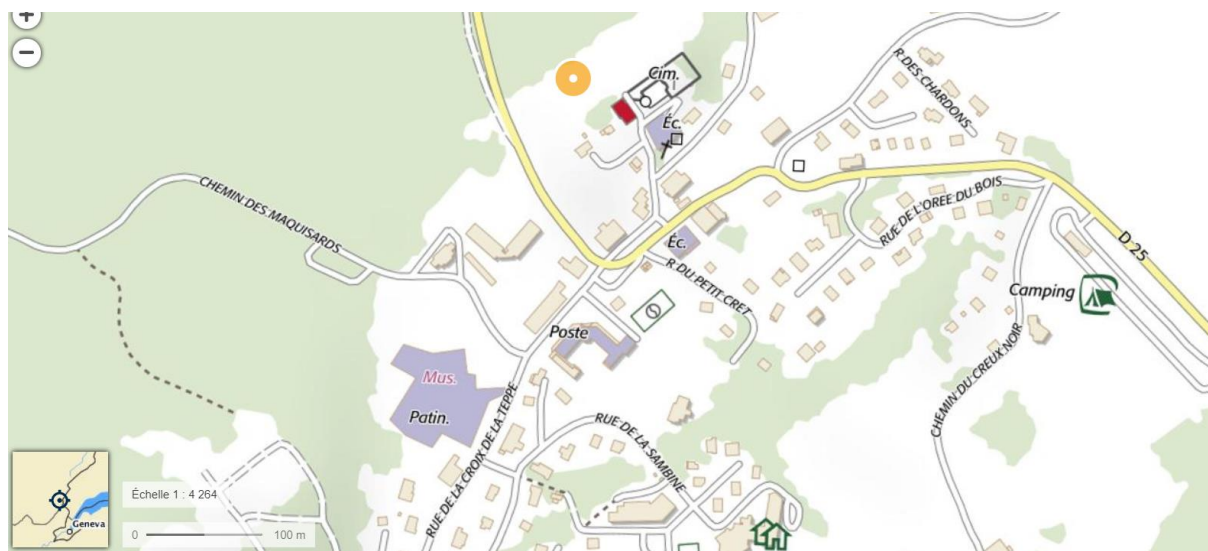 +
−
Cim.
Éc.
R DES CHARDONS
CHEMIN DES MAQUISARDS
RUE DE L'OREE DU BOIS
Éc.
D 25
R DU PETIT CRET
Camping
Poste
CHEMIN DU CREUX NOIR
Mus.
Patin.
RUE DE LA CROIX DE LA TEPPE
RUE DE LA SAMBINE
Geneva
Échelle 1 : 4 264
0 100 m